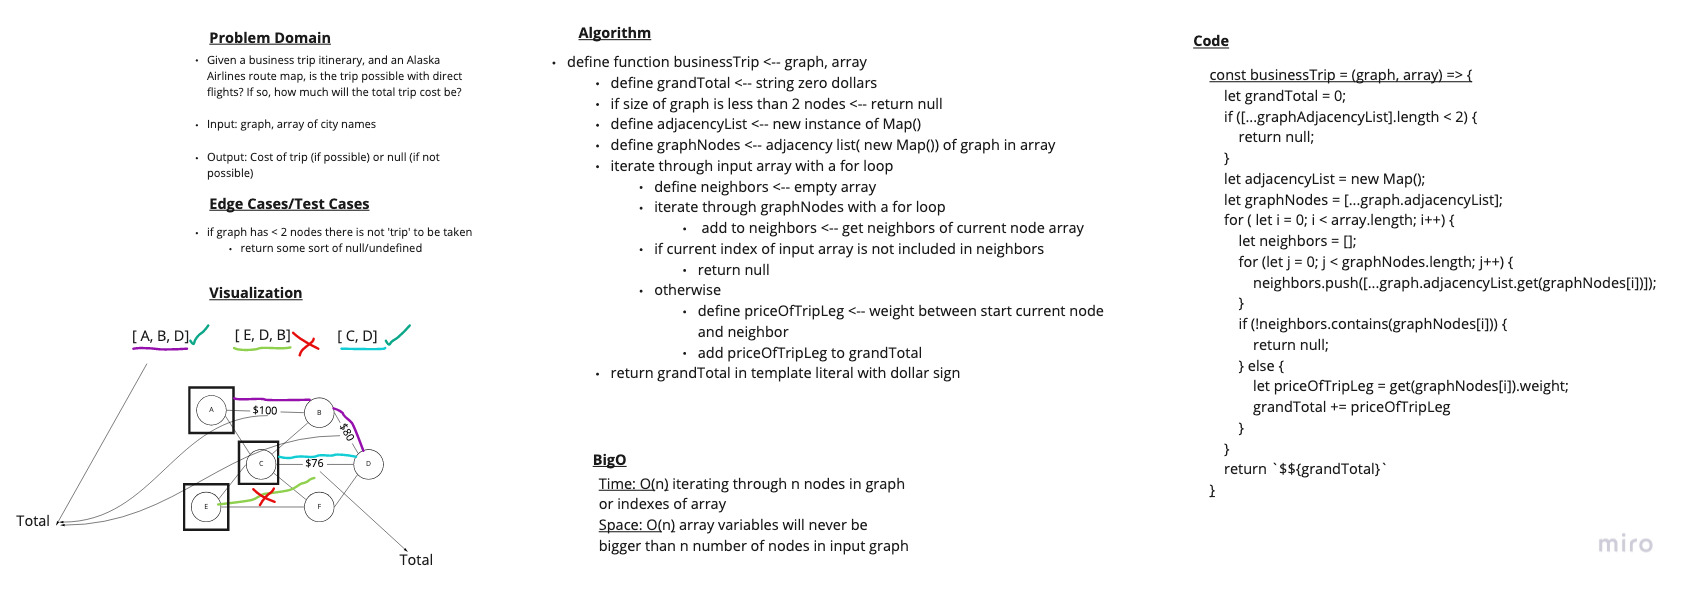 Problem Domain
• Given a business trip itinerary, and an Alaska
Airlines route map, is the trip possible with direct
flights? If so, how much will the total trip cost be?
• Input: graph, array of city names
• Output: Cost of trip (if possible) or null (if not
possible)
Edge Cases/Test Cases
• if graph has < 2 nodes there is not 'trip' to be taken
• return some sort of null/undefined
Visualization
[ A, B, D]
[ E, D, B]
[ C, D]
A
$100
B
$80
C
$76
D
E
F
Total
Total
Algorithm
• define function businessTrip <-- graph, array
• define grandTotal <-- string zero dollars
• if size of graph is less than 2 nodes <-- return null
• define adjacencyList <-- new instance of Map()
• define graphNodes <-- adjacency list( new Map()) of graph in array
• iterate through input array with a for loop
• define neighbors <-- empty array
• iterate through graphNodes with a for loop
• add to neighbors <-- get neighbors of current node array
• if current index of input array is not included in neighbors
• return null
• otherwise
• define priceOfTripLeg <-- weight between start current node
and neighbor
• add priceOfTripLeg to grandTotal
• return grandTotal in template literal with dollar sign
BigO
Time: O(n) iterating through n nodes in graph
or indexes of array
Space: O(n) array variables will never be
bigger than n number of nodes in input graph
Code
const businessTrip = (graph, array) => {
let grandTotal = 0;
if ([...graphAdjacencyList].length < 2) {
return null;
}
let adjacencyList = new Map();
let graphNodes = [...graph.adjacencyList];
for ( let i = 0; i < array.length; i++) {
let neighbors = [];
for (let j = 0; j < graphNodes.length; j++) {
neighbors.push([...graph.adjacencyList.get(graphNodes[i])]);
}
if (!neighbors.contains(graphNodes[i])) {
return null;
} else {
let priceOfTripLeg = get(graphNodes[i]).weight;
grandTotal += priceOfTripLeg
}
}
return `$${grandTotal}`
}
miro